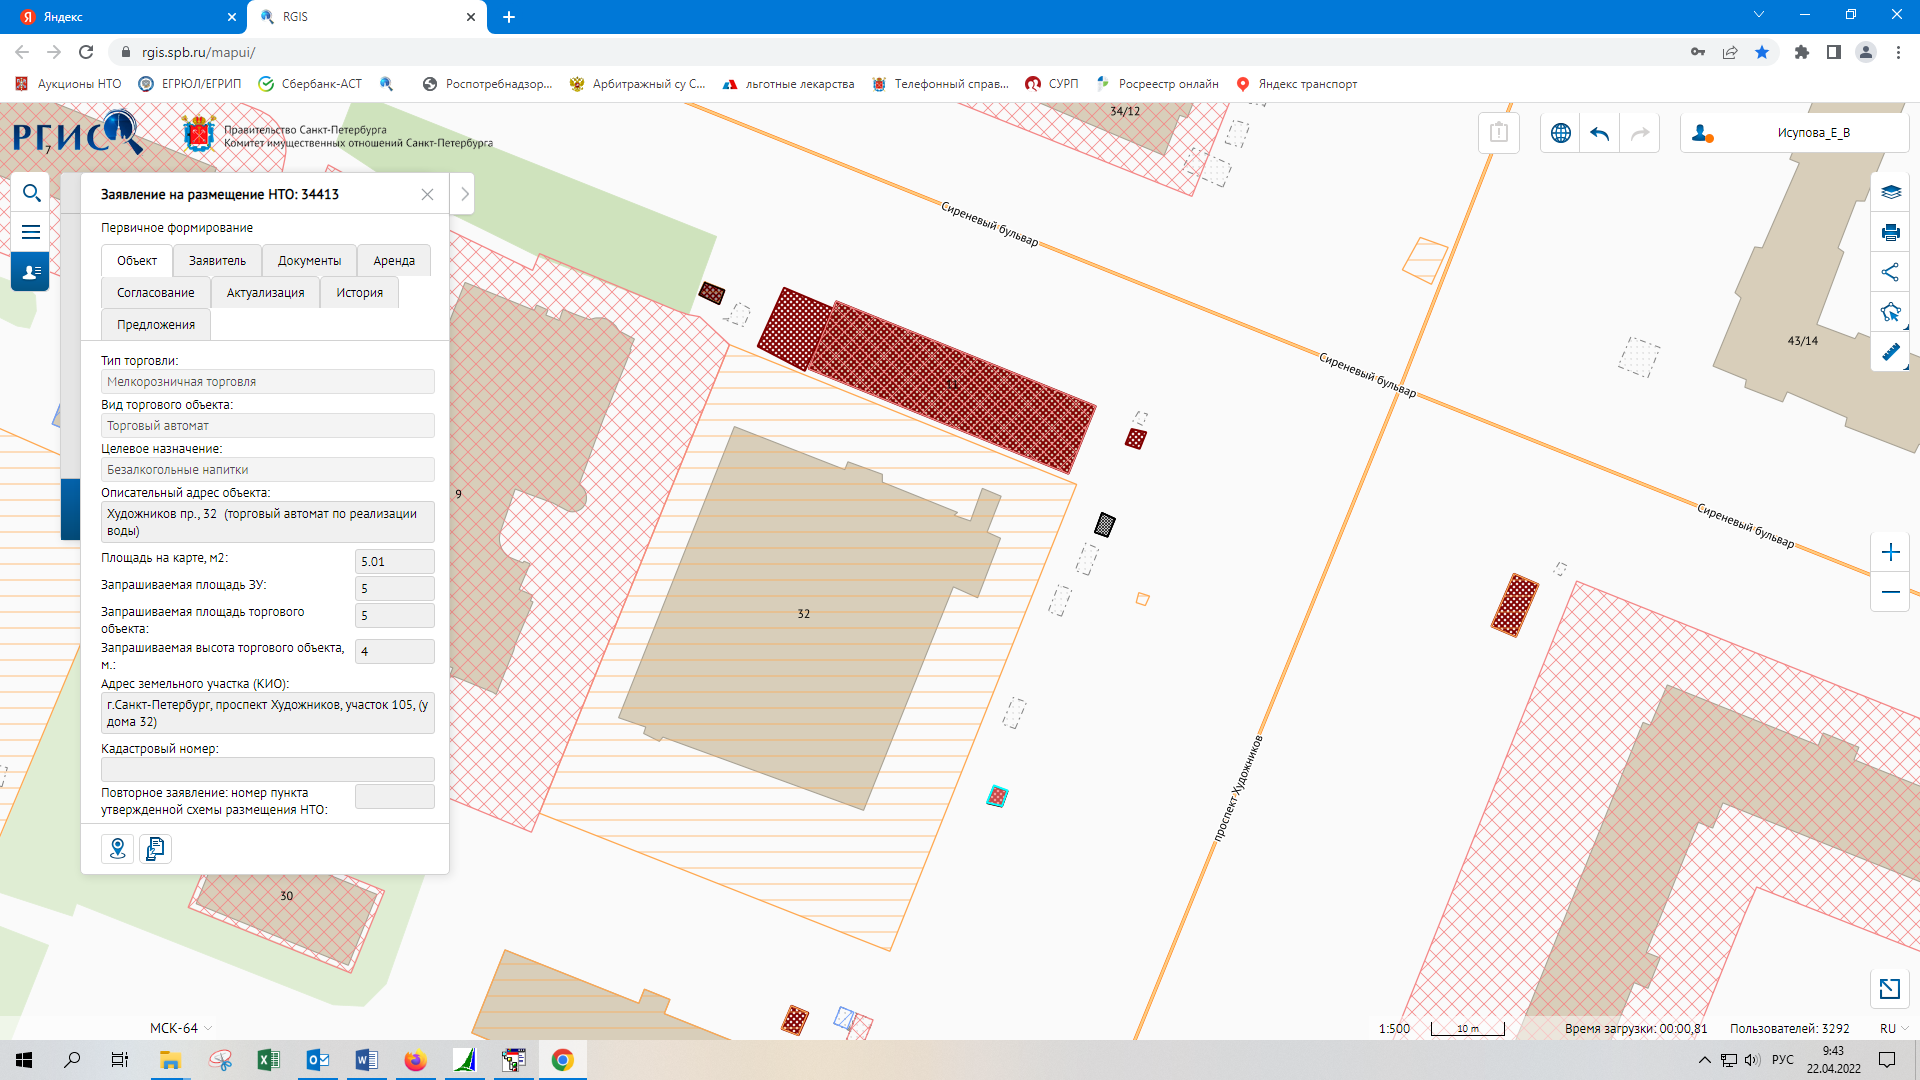 Яндекс
RGIS
rgis.spb.ru/mapui/
Аукционы НТО
ЕГРЮЛ/ЕГРИП
Сбербанк-АСТ
Роспотребнадзор...
Арбитражный су С...
льготные лекарства
Телефонный справ...
СУРП
Росреестр онлайн
Яндекс транспорт
РГИС
7
Правительство Санкт-Петербурга
Комитет имущественных отношений Санкт-Петербурга
Исупова_Е_В
Заявление на размещение НТО: 34413
Первичное формирование
Объект
Заявитель
Документы
Аренда
Согласование
Актуализация
История
Предложения
Тип торговли:
Мелкорозничная торговля
Вид торгового объекта:
Торговый автомат
Целевое назначение:
Безалкогольные напитки
Описательный адрес объекта:
Художников пр., 32 (торговый автомат по реализации
воды)
Площадь на карте, м2:
5.01
Запрашиваемая площадь ЗУ:
5
Запрашиваемая площадь торгового
объекта:
5
Запрашиваемая высота торгового объекта,
м.:
4
Адрес земельного участка (КИО):
г.Санкт-Петербург, проспект Художников, участок 105, (у
дома 32)
Кадастровый номер:
Повторное заявление: номер пункта
утвержденной схемы размещения НТО:
34/12
Сиреневый бульвар
Сиреневый бульвар
Сиреневый бульвар
43/14
9
32
проспект Художников
30
МСК-64
1:500
10 m
Время загрузки: 00:00,81
Пользователей: 3292
RU
РУС
9:43
22.04.2022